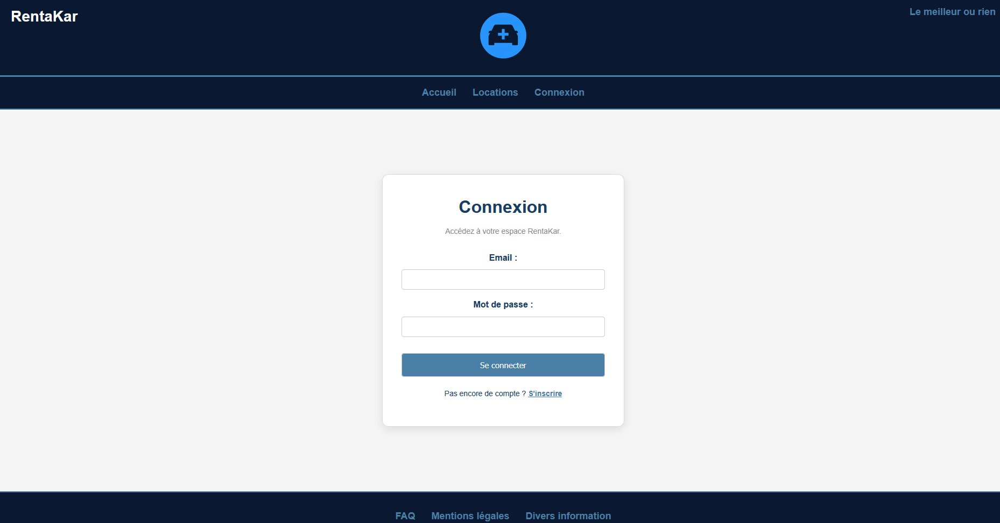 RentaKar
Le meilleur ou rien
Accueil Locations Connexion
Connexion
Accédez à votre espace RentaKar.
Email :
Mot de passe :
Se connecter
Pas encore de compte ? S'inscrire
FAQ Mentions légales Divers information